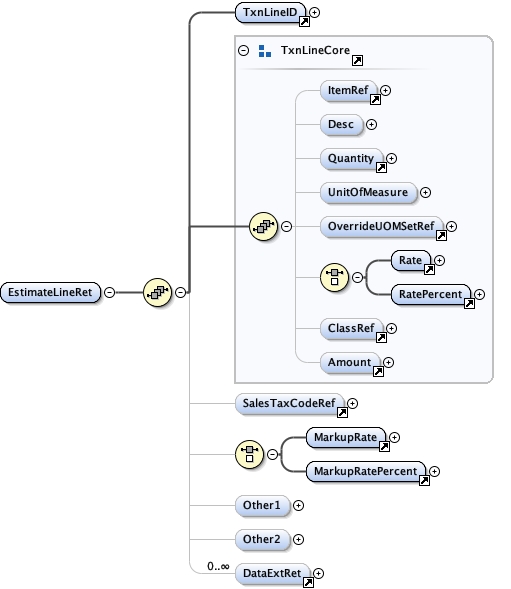 TxnLineID
TxnLineCore
ItemRef
Desc
Quantity
UnitOfMeasure
OverrideUOMSetRef
Rate
RatePercent
EstimateLineRet
ClassRef
Amount
SalesTaxCodeRef
MarkupRate
MarkupRatePercent
Other1
Other2
0..∞
DataExtRet